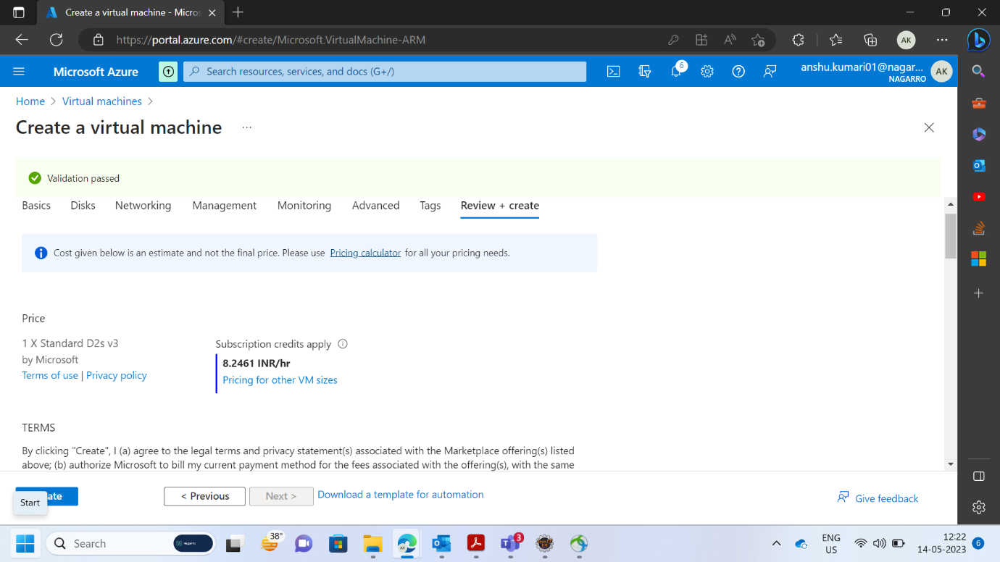 Create a virtual machine - Micros
https://portal.azure.com/#create/Microsoft.VirtualMachine-ARM
AK
Microsoft Azure
Search resources, services, and docs (G+/)
6
anshu.kumari01@nagar...
NAGARRO
AK
Home > Virtual machines >
Create a virtual machine ...
Validation passed
Basics Disks Networking Management Monitoring Advanced Tags Review + create
Cost given below is an estimate and not the final price. Please use Pricing calculator for all your pricing needs.
Price
1 X Standard D2s v3
by Microsoft
Terms of use | Privacy policy
Subscription credits apply
8.2461 INR/hr
Pricing for other VM sizes
TERMS
By clicking "Create", I (a) agree to the legal terms and privacy statement(s) associated with the Marketplace offering(s) listed
above; (b) authorize Microsoft to bill my current payment method for the fees associated with the offering(s), with the same
Start
ate
< Previous
Next >
Download a template for automation
Give feedback
Search
38°
3
ENG
US
12:22
14-05-2023
6